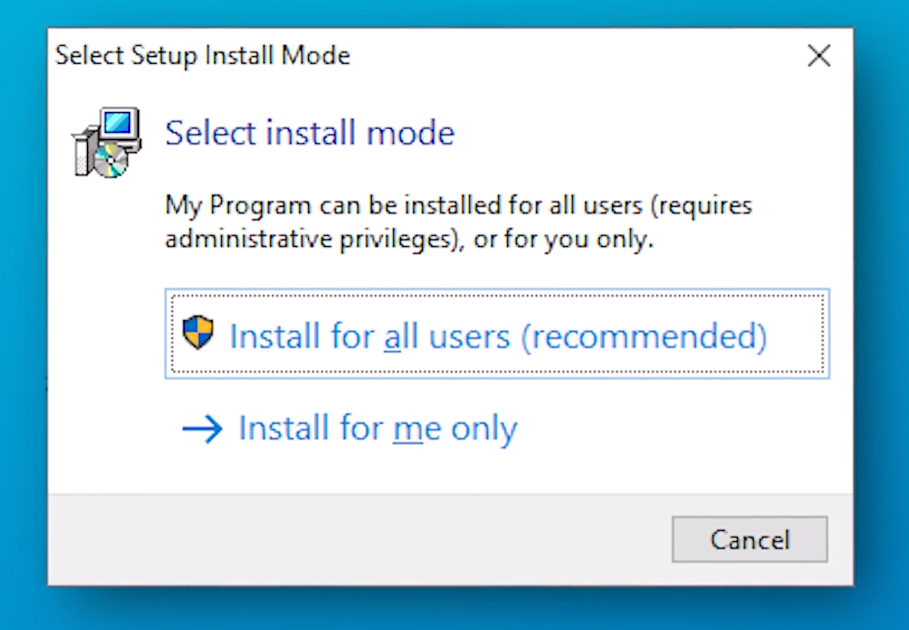 Select Setup Install Mode
Select install mode
My Program can be installed for all users (requires
administrative privileges), or for you only.
Install for all users (recommended)
Install for me only
Cancel